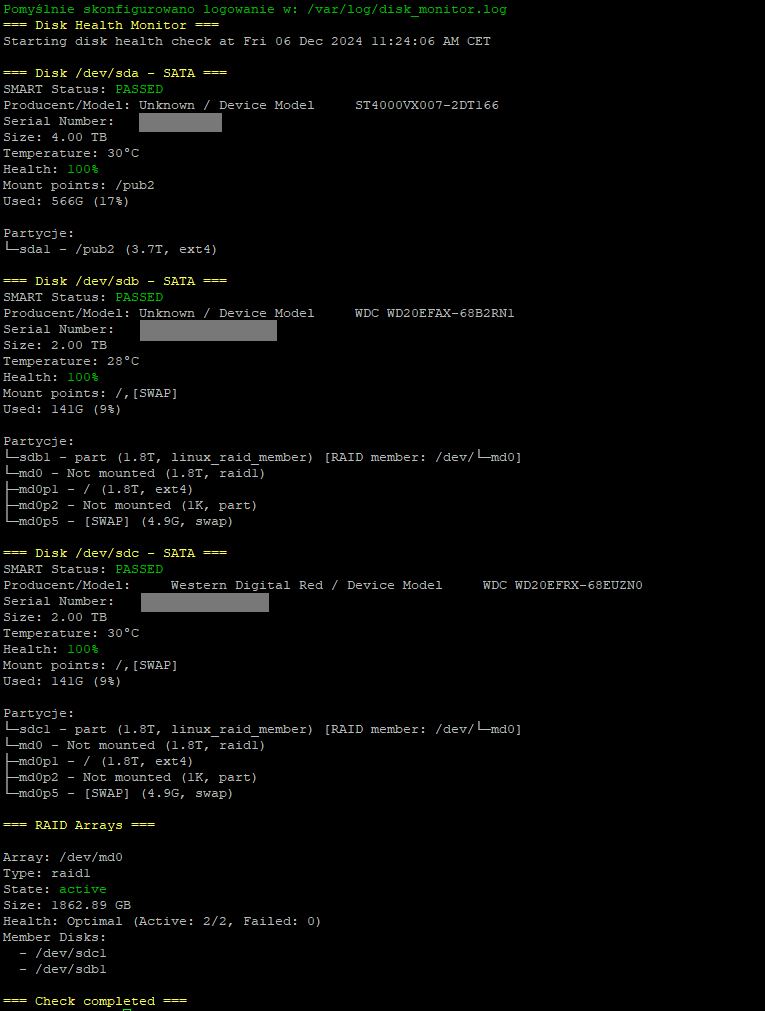 Pomyślnie skonfigurowano logowanie w: /var/log/disk_monitor.log
=== Disk Health Monitor ===
Starting disk health check at Fri 06 Dec 2024 11:24:06 AM CET
=== Disk /dev/sda - SATA ===
SMART Status: PASSED
Producent/Model: Unknown / Device Model     ST4000VX007-2DT166
Serial Number:
Size: 4.00 TB
Temperature: 30°C
Health: 100%
Mount points: /pub2
Used: 566G (17%)
Partycje:
└─sda1 - /pub2 (3.7T, ext4)
=== Disk /dev/sdb - SATA ===
SMART Status: PASSED
Producent/Model: Unknown / Device Model     WDC WD20EFAX-68B2RN1
Serial Number:
Size: 2.00 TB
Temperature: 28°C
Health: 100%
Mount points: /,[SWAP]
Used: 141G (9%)
Partycje:
└─sdb1 - part (1.8T, linux_raid_member) [RAID member: /dev/└─md0]
└─md0 - Not mounted (1.8T, raid1)
├─md0p1 - / (1.8T, ext4)
├─md0p2 - Not mounted (1K, part)
└─md0p5 - [SWAP] (4.9G, swap)
=== Disk /dev/sdc - SATA ===
SMART Status: PASSED
Producent/Model:     Western Digital Red / Device Model     WDC WD20EFRX-68EUZN0
Serial Number:
Size: 2.00 TB
Temperature: 30°C
Health: 100%
Mount points: /,[SWAP]
Used: 141G (9%)
Partycje:
└─sdc1 - part (1.8T, linux_raid_member) [RAID member: /dev/└─md0]
└─md0 - Not mounted (1.8T, raid1)
├─md0p1 - / (1.8T, ext4)
├─md0p2 - Not mounted (1K, part)
└─md0p5 - [SWAP] (4.9G, swap)
=== RAID Arrays ===
Array: /dev/md0
Type: raid1
State: active
Size: 1862.89 GB
Health: Optimal (Active: 2/2, Failed: 0)
Member Disks:
  - /dev/sdc1
  - /dev/sdb1
=== Check completed ===